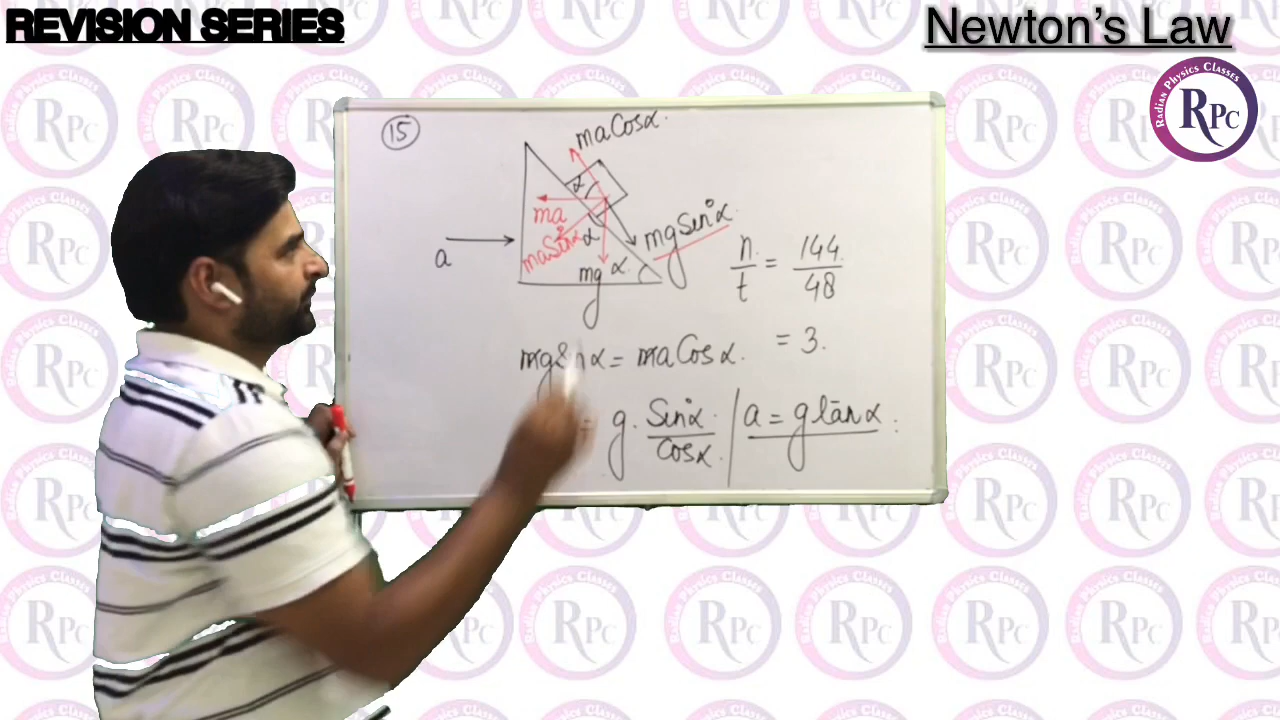 REVISION SERIES
Newton's Law
Radian Physics Classes
RPC
15
maCosα.
α
ma
maSinα
α
mgSinα.
a
mg
α
n/t = 144/48
= 3.
mgSinα = maCosα.
= g. Sinα/Cosα | a = g tanα.